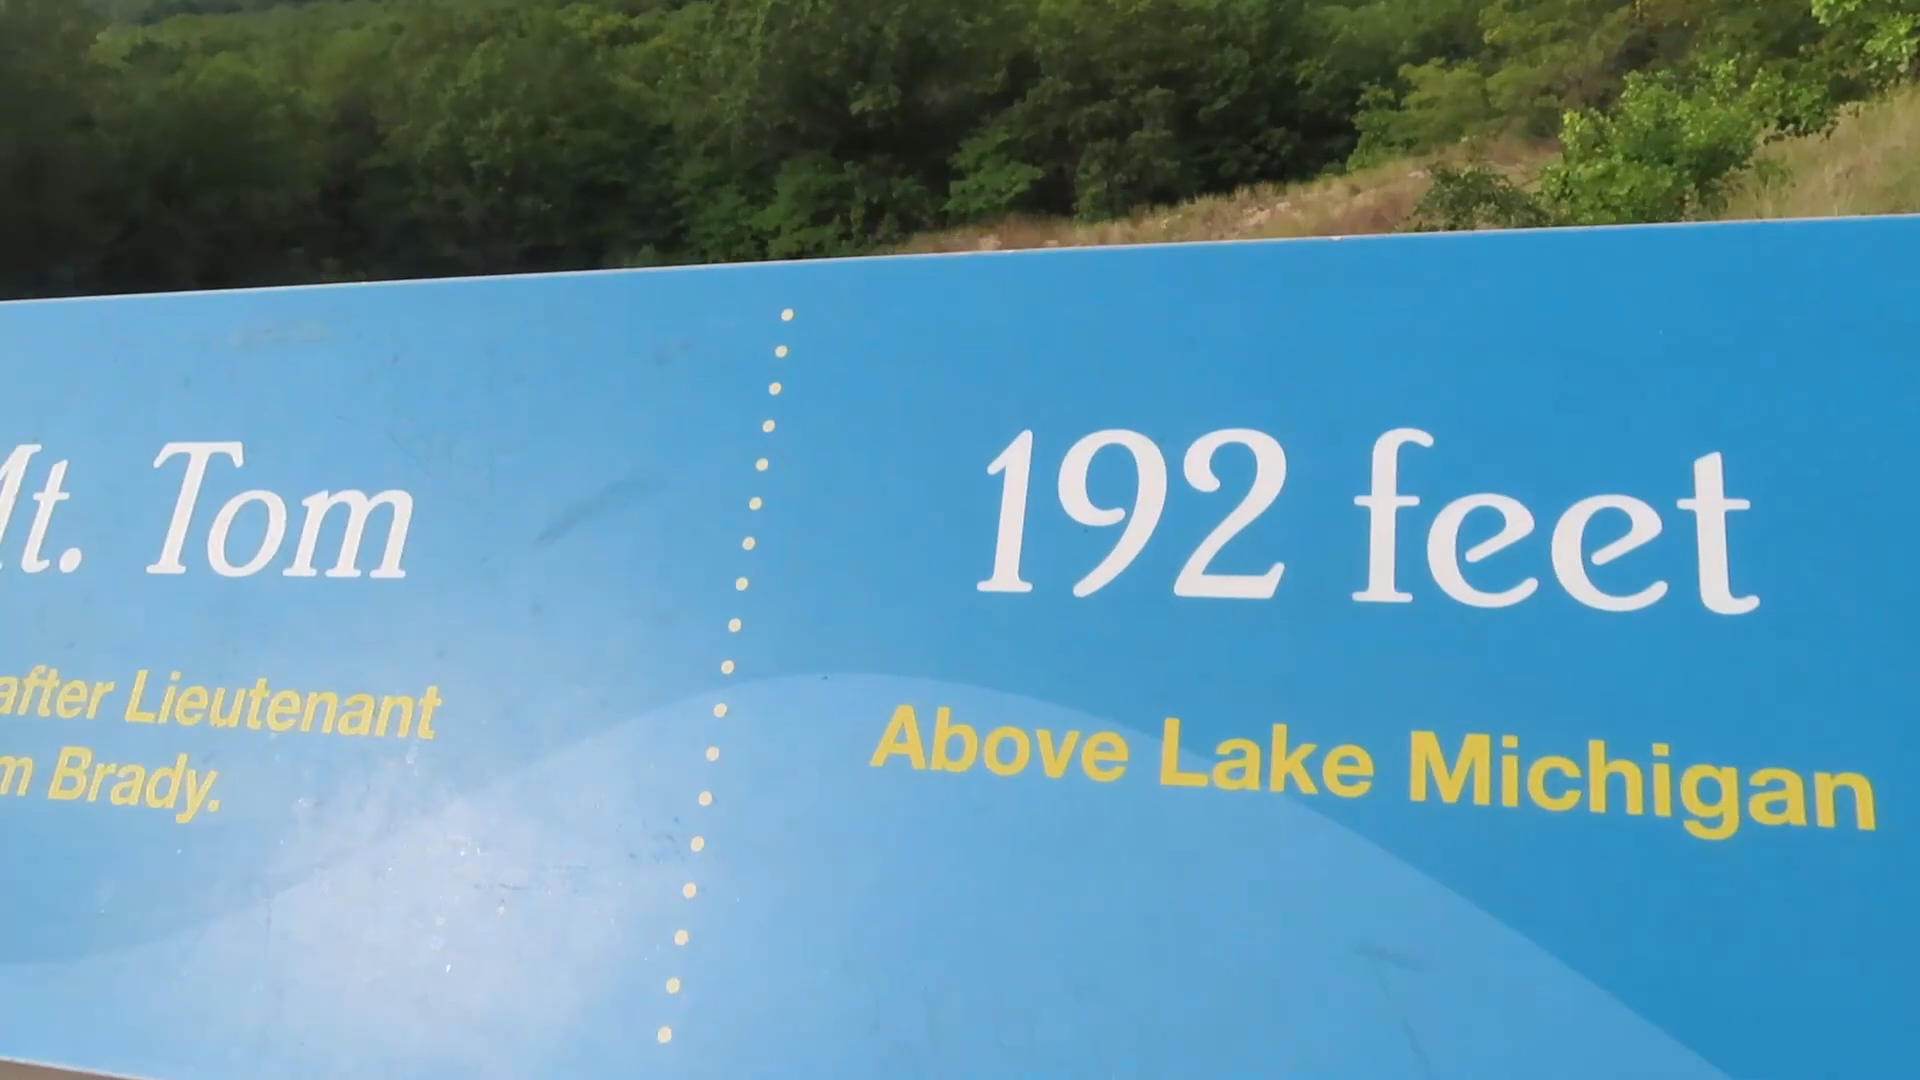 Mt. Tom
after Lieutenant
Brady.
192 feet
Above Lake Michigan